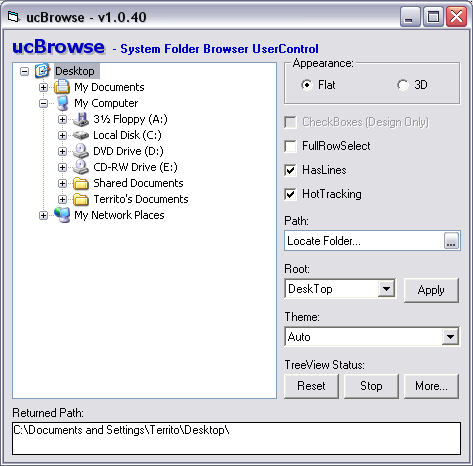 ucBrowse - v1.0.40
ucBrowse - System Folder Browser UserControl
Desktop
My Documents
My Computer
3½ Floppy (A:)
Local Disk (C:)
DVD Drive (D:)
CD-RW Drive (E:)
Shared Documents
Territo's Documents
My Network Places
Appearance:
Flat
3D
CheckBoxes (Design Only)
FullRowSelect
HasLines
HotTracking
Path:
Locate Folder...
...
Root:
DeskTop
Apply
Theme:
Auto
TreeView Status:
Reset
Stop
More...
Returned Path:
C:\Documents and Settings\Territo\Desktop\